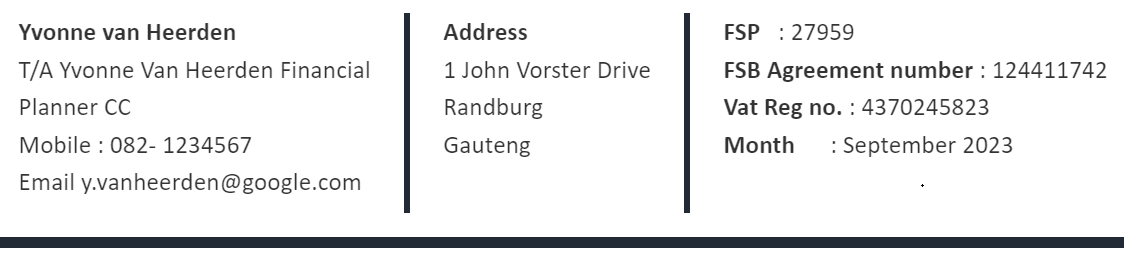 Yvonne van Heerden
T/A Yvonne Van Heerden Financial
Planner CC
Mobile : 082- 1234567
Email y.vanheerden@google.com
Address
1 John Vorster Drive
Randburg
Gauteng
FSP : 27959
FSB Agreement number : 124411742
Vat Reg no. : 4370245823
Month : September 2023